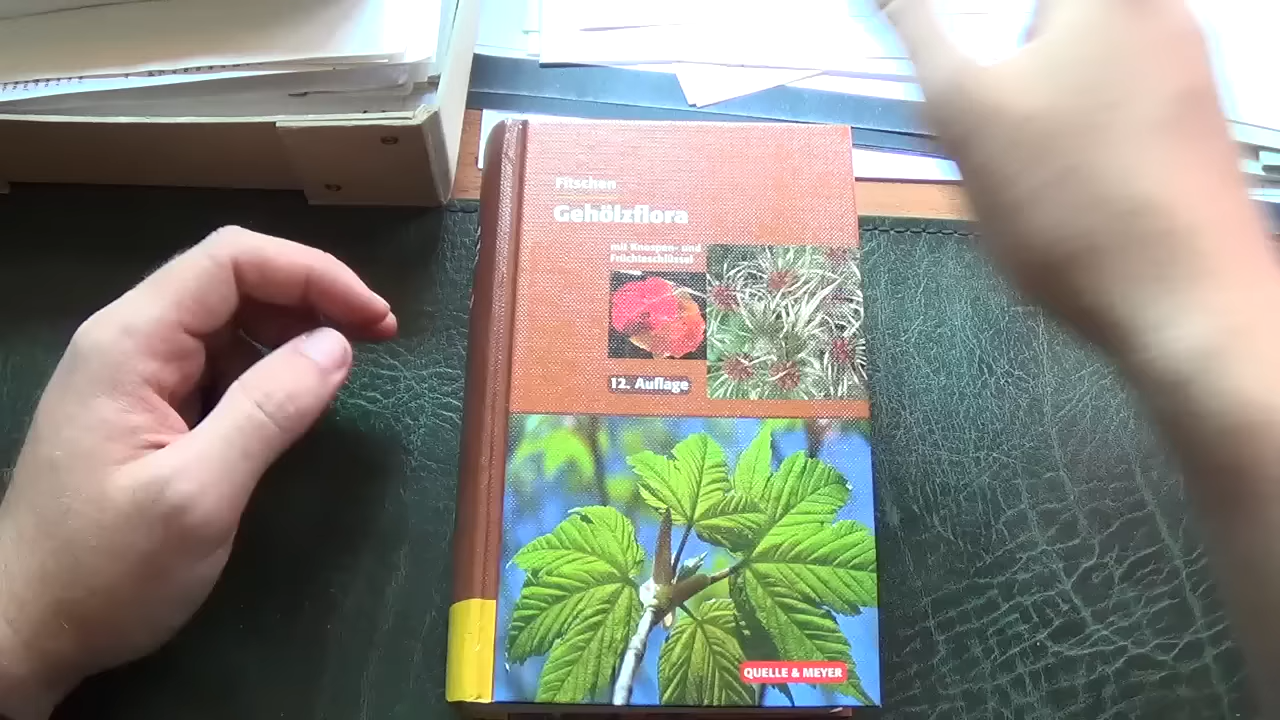 Fitschen
Gehölzflora
mit Knospen- und
Früchteschlüssel
12. Auflage
QUELLE & MEYER